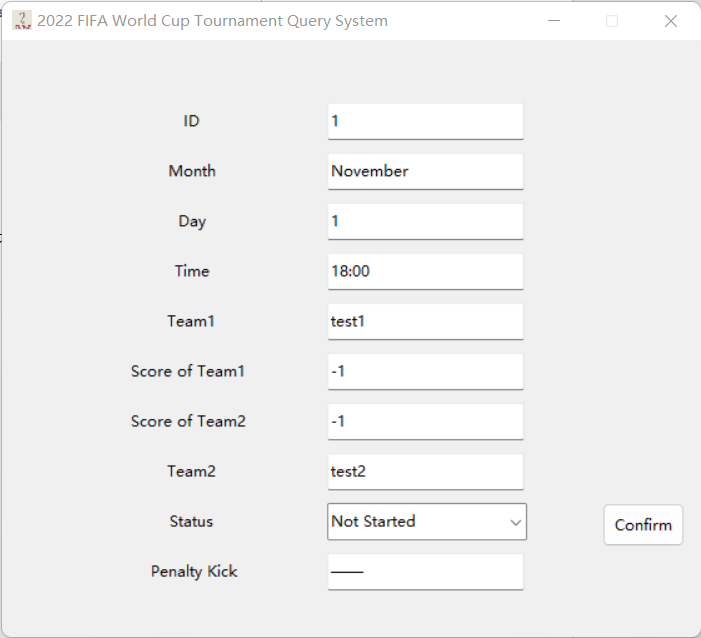 2022 FIFA World Cup Tournament Query System
ID 1
Month November
Day 1
Time 18:00
Team1 test1
Score of Team1 -1
Score of Team2 -1
Team2 test2
Status Not Started
Confirm
Penalty Kick ——